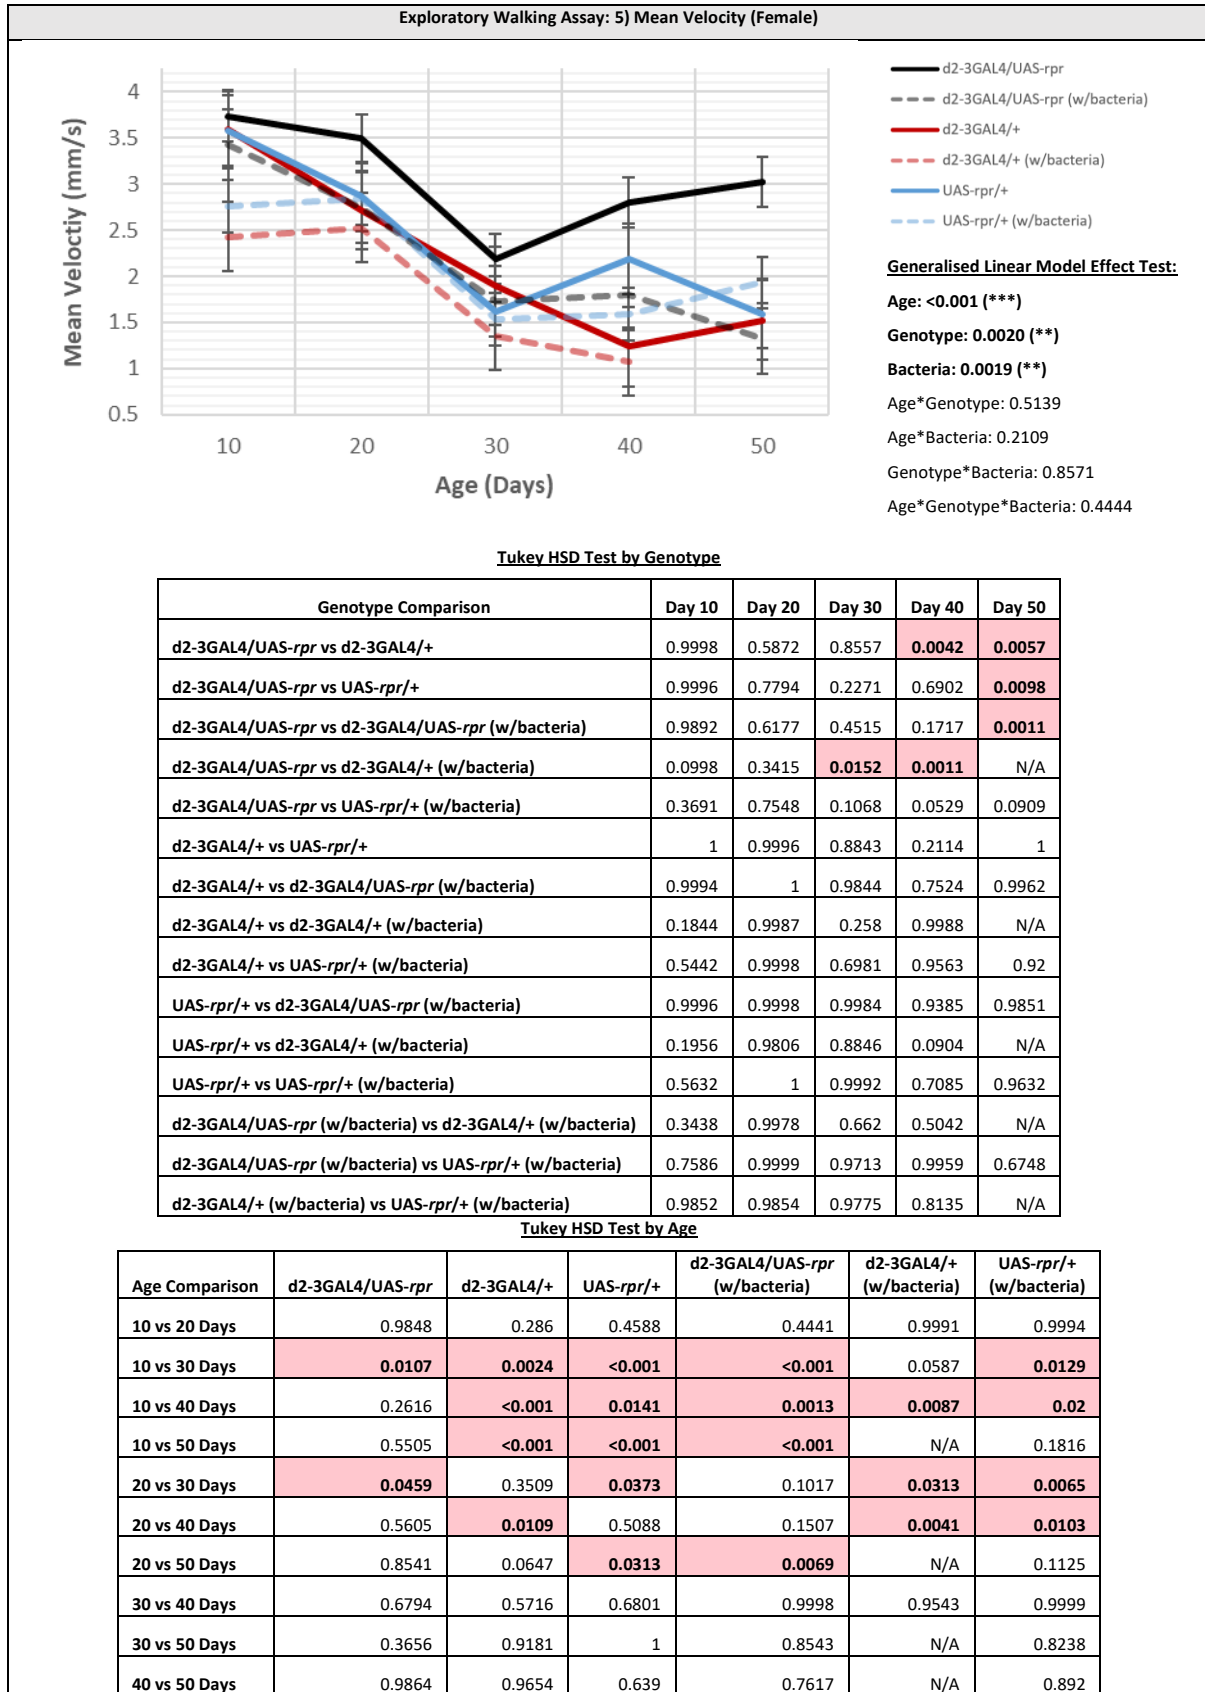 Exploratory Walking Assay: 5) Mean Velocity (Female)
4
3.5
3
2.5
2
1.5
1
0.5
Mean Veloctiy (mm/s)
10 20 30 40 50
Age (Days)
d2-3GAL4/UAS-rpr
d2-3GAL4/UAS-rpr (w/bacteria)
d2-3GAL4/+
d2-3GAL4/+ (w/bacteria)
UAS-rpr/+
UAS-rpr/+ (w/bacteria)
Generalised Linear Model Effect Test:
Age: <0.001 (***)
Genotype: 0.0020 (**)
Bacteria: 0.0019 (**)
Age*Genotype: 0.5139
Age*Bacteria: 0.2109
Genotype*Bacteria: 0.8571
Age*Genotype*Bacteria: 0.4444
Tukey HSD Test by Genotype
Genotype Comparison Day 10 Day 20 Day 30 Day 40 Day 50
d2-3GAL4/UAS-rpr vs d2-3GAL4/+ 0.9998 0.5872 0.8557 0.0042 0.0057
d2-3GAL4/UAS-rpr vs UAS-rpr/+ 0.9996 0.7794 0.2271 0.6902 0.0098
d2-3GAL4/UAS-rpr vs d2-3GAL4/UAS-rpr (w/bacteria) 0.9892 0.6177 0.4515 0.1717 0.0011
d2-3GAL4/UAS-rpr vs d2-3GAL4/+ (w/bacteria) 0.0998 0.3415 0.0152 0.0011 N/A
d2-3GAL4/UAS-rpr vs UAS-rpr/+ (w/bacteria) 0.3691 0.7548 0.1068 0.0529 0.0909
d2-3GAL4/+ vs UAS-rpr/+ 1 0.9996 0.8843 0.2114 1
d2-3GAL4/+ vs d2-3GAL4/UAS-rpr (w/bacteria) 0.9994 1 0.9844 0.7524 0.9962
d2-3GAL4/+ vs d2-3GAL4/+ (w/bacteria) 0.1844 0.9987 0.258 0.9988 N/A
d2-3GAL4/+ vs UAS-rpr/+ (w/bacteria) 0.5442 0.9998 0.6981 0.9563 0.92
UAS-rpr/+ vs d2-3GAL4/UAS-rpr (w/bacteria) 0.9996 0.9998 0.9984 0.9385 0.9851
UAS-rpr/+ vs d2-3GAL4/+ (w/bacteria) 0.1956 0.9806 0.8846 0.0904 N/A
UAS-rpr/+ vs UAS-rpr/+ (w/bacteria) 0.5632 1 0.9992 0.7085 0.9632
d2-3GAL4/UAS-rpr (w/bacteria) vs d2-3GAL4/+ (w/bacteria) 0.3438 0.9978 0.662 0.5042 N/A
d2-3GAL4/UAS-rpr (w/bacteria) vs UAS-rpr/+ (w/bacteria) 0.7586 0.9999 0.9713 0.9959 0.6748
d2-3GAL4/+ (w/bacteria) vs UAS-rpr/+ (w/bacteria) 0.9852 0.9854 0.9775 0.8135 N/A
Tukey HSD Test by Age
d2-3GAL4/UAS-rpr d2-3GAL4/+ UAS-rpr/+
Age Comparison d2-3GAL4/UAS-rpr d2-3GAL4/+ UAS-rpr/+ (w/bacteria) (w/bacteria) (w/bacteria)
10 vs 20 Days 0.9848 0.286 0.4588 0.4441 0.9991 0.9994
10 vs 30 Days 0.0107 0.0024 <0.001 <0.001 0.0587 0.0129
10 vs 40 Days 0.2616 <0.001 0.0141 0.0013 0.0087 0.02
10 vs 50 Days 0.5505 <0.001 <0.001 <0.001 N/A 0.1816
20 vs 30 Days 0.0459 0.3509 0.0373 0.1017 0.0313 0.0065
20 vs 40 Days 0.5605 0.0109 0.5088 0.1507 0.0041 0.0103
20 vs 50 Days 0.8541 0.0647 0.0313 0.0069 N/A 0.1125
30 vs 40 Days 0.6794 0.5716 0.6801 0.9998 0.9543 0.9999
30 vs 50 Days 0.3656 0.9181 1 0.8543 N/A 0.8238
40 vs 50 Days 0.9864 0.9654 0.639 0.7617 N/A 0.892